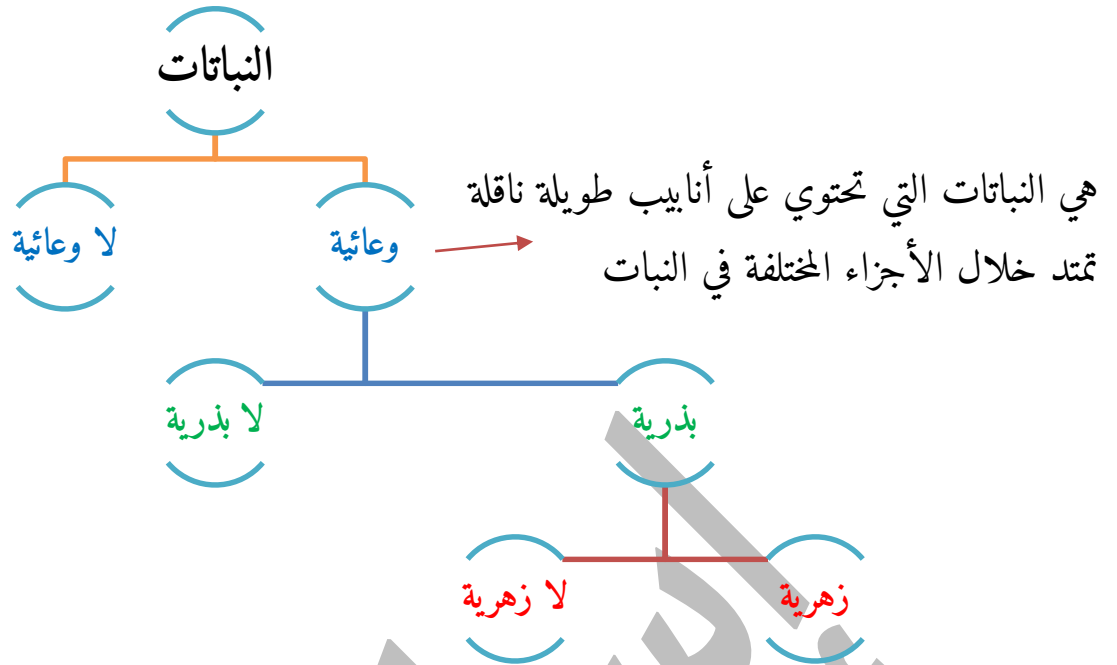 النباتات
وعائية
لا وعائية
هي النباتات التي تحتوي على أنابيب طويلة ناقلة
تمتد خلال الأجزاء المختلفة في النبات
بذرية
لا بذرية
زهرية
لا زهرية